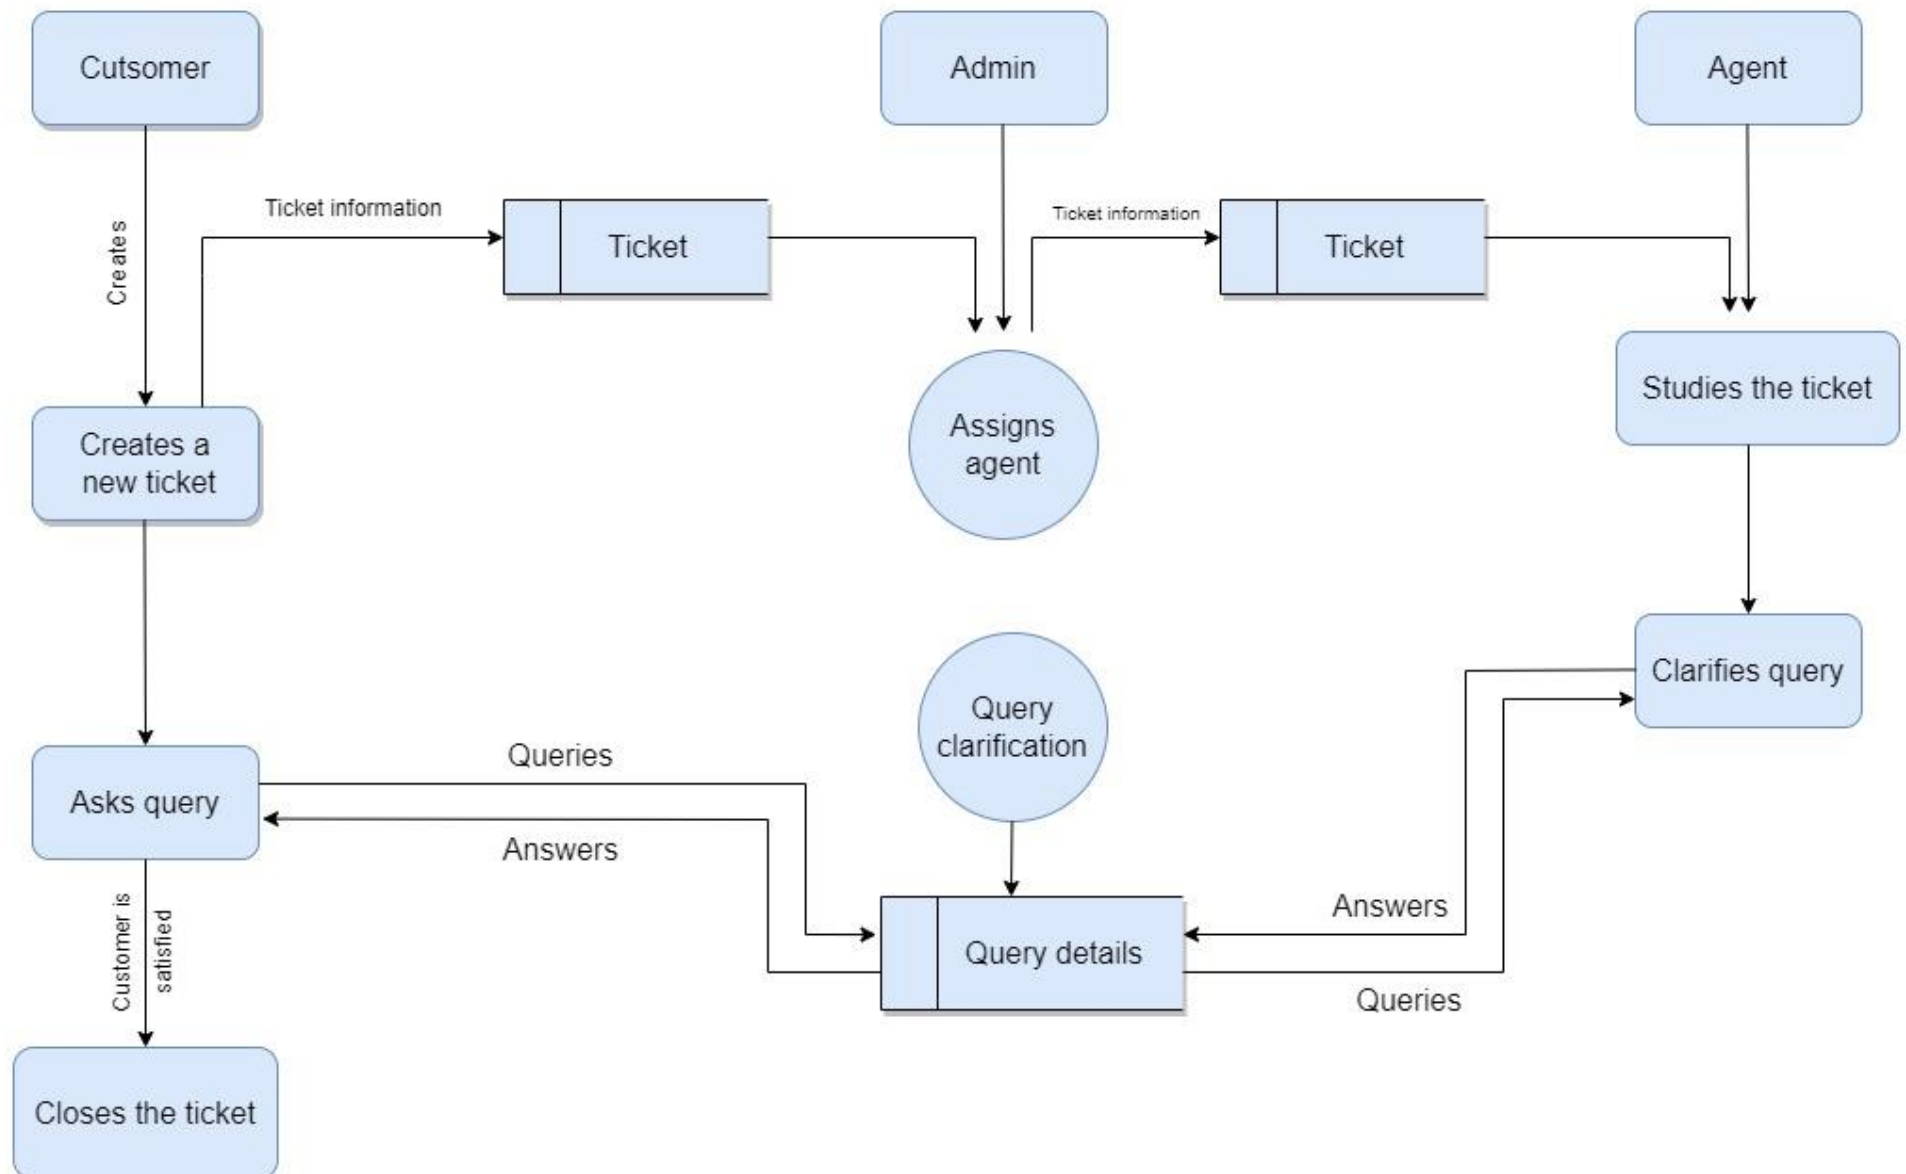 Cutsomer
Admin
Agent
Creates
Ticket information
Ticket
Ticket information
Ticket
Creates a
new ticket
Assigns
agent
Studies the ticket
Query
clarification
Clarifies query
Queries
Asks query
Answers
Customer is
satisfied
Query details
Answers
Queries
Closes the ticket